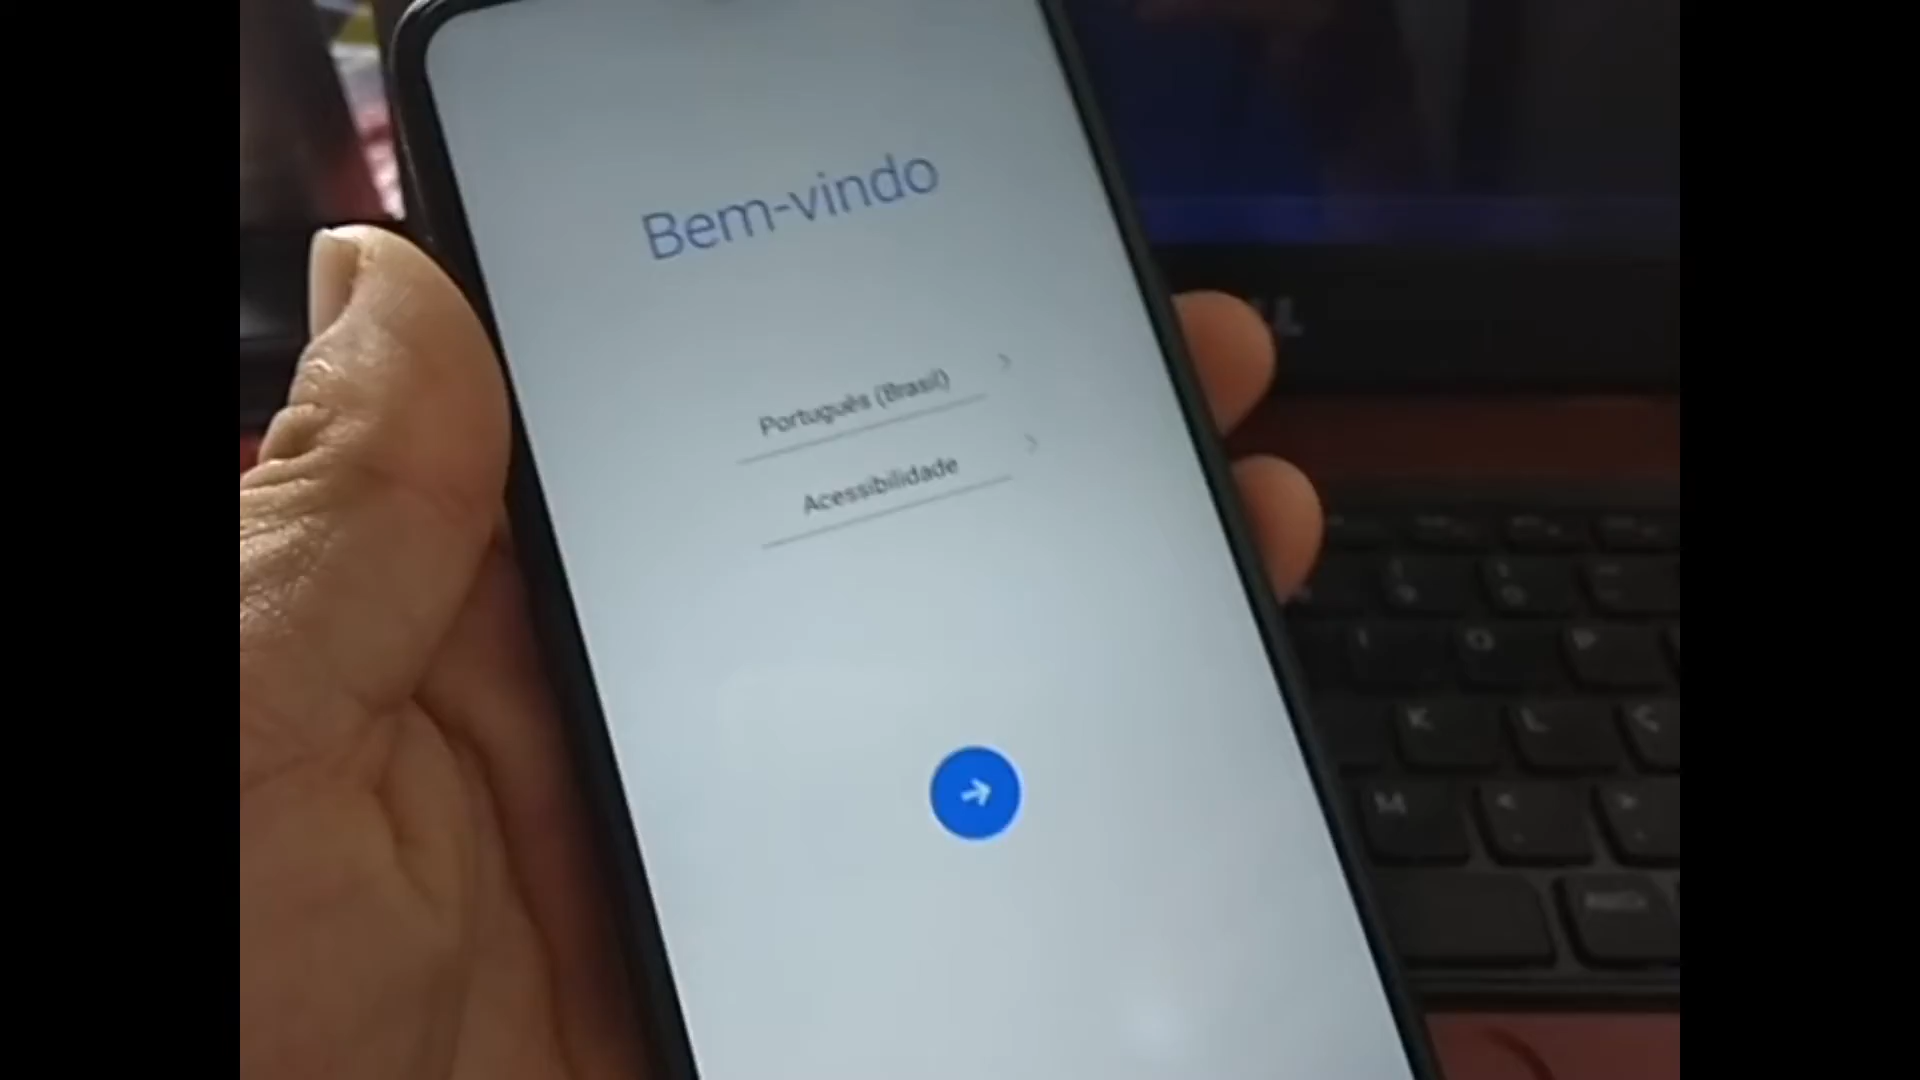 Bem-vindo
Português (Brasil)
Acessibilidade
O
P
K
L
Ç
M
<
>